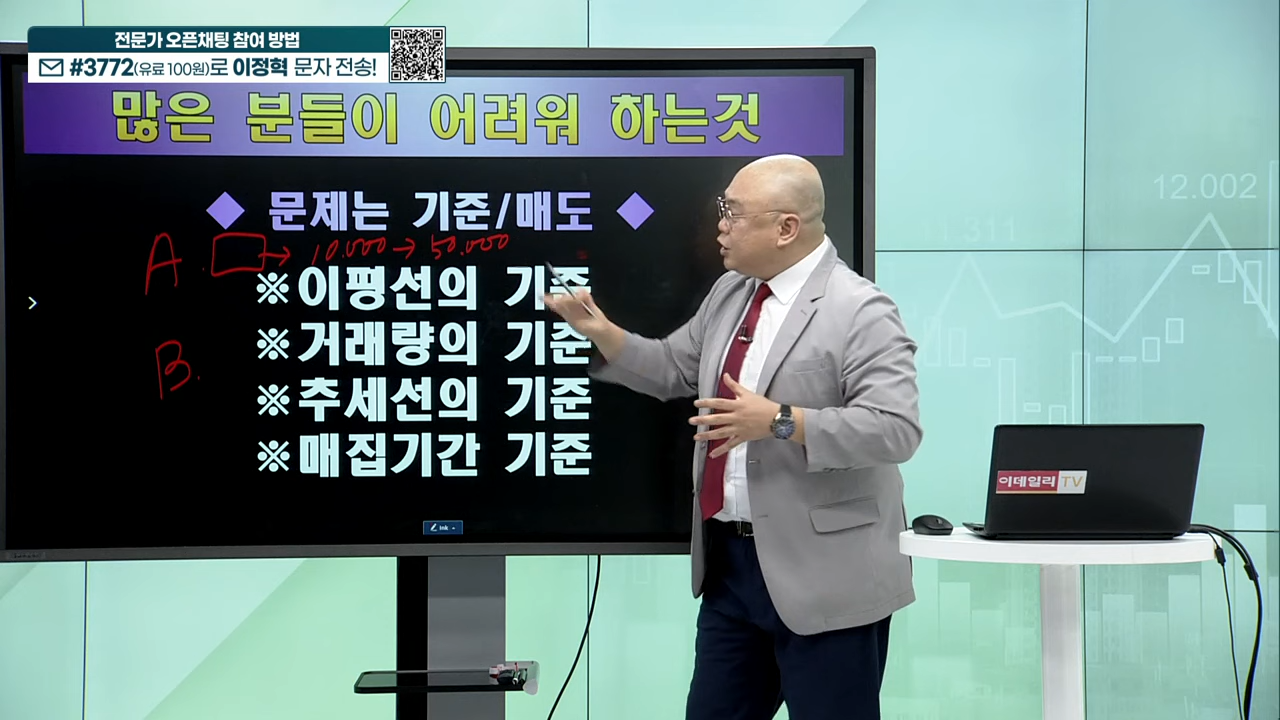 전문가 오픈채팅 참여 방법
#3772(유료 100원)로 이정혁 문자 전송!
많은 분들이 어려워 하는것
◆ 문제는 기준/매도 ◆
A. → 10.000 → 50.000
※이평선의 기준
B.
※거래량의 기준
※추세선의 기준
※매집기간 기준
Ink
이데일리 TV
1.311
12.002